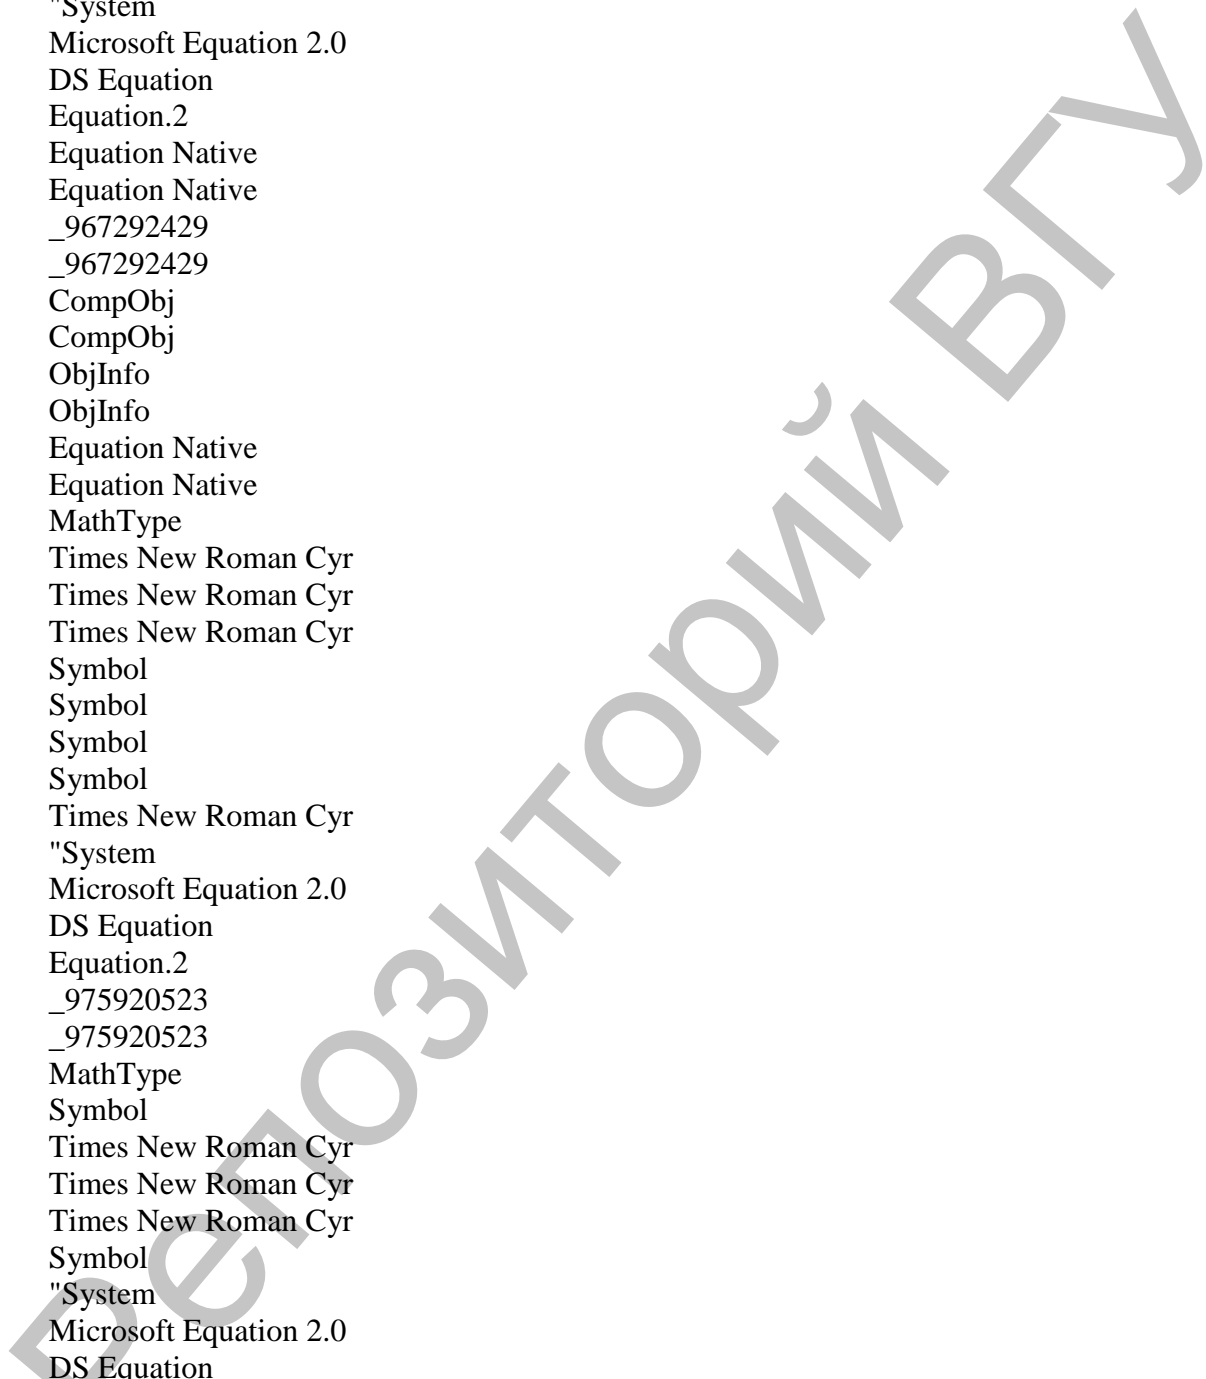 "System
Microsoft Equation 2.0
DS Equation
Equation.2
Equation Native
Equation Native
_967292429
_967292429
CompObj
CompObj
ObjInfo
ObjInfo
Equation Native
Equation Native
MathType
Times New Roman Cyr
Times New Roman Cyr
Times New Roman Cyr
Symbol
Symbol
Symbol
Symbol
Times New Roman Cyr
"System
Microsoft Equation 2.0
DS Equation
Equation.2
_975920523
_975920523
MathType
Symbol
Times New Roman Cyr
Times New Roman Cyr
Times New Roman Cyr
Symbol
"System
Microsoft Equation 2.0
DS Equation
Репозиторий ВГУ